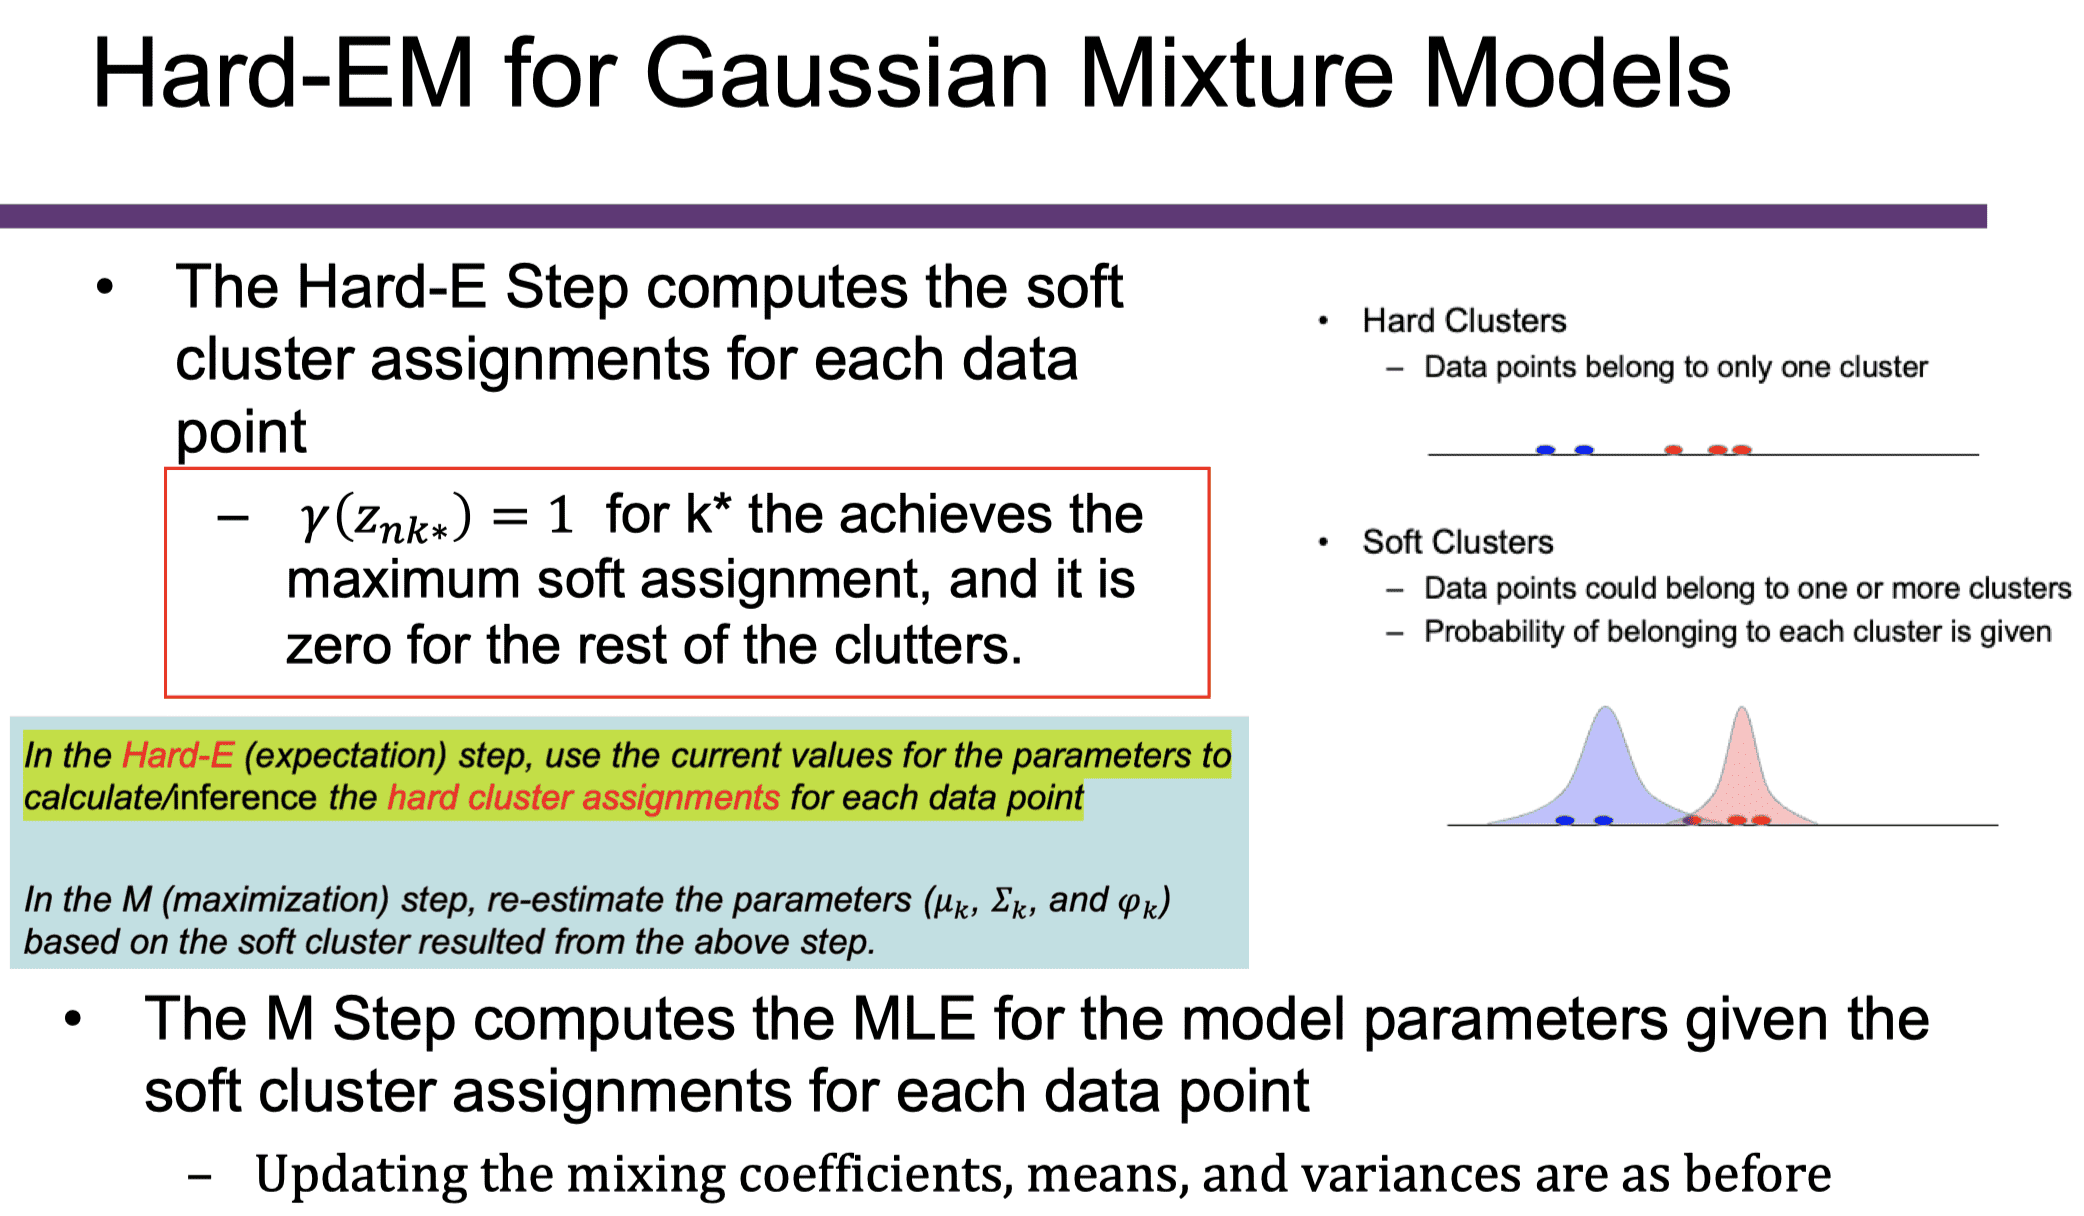 Hard-EM for Gaussian Mixture Models
• The Hard-E Step computes the soft
cluster assignments for each data
point
– γ(zₙₖ∗) = 1 for k* the achieves the
maximum soft assignment, and it is
zero for the rest of the clutters.
In the Hard-E (expectation) step, use the current values for the parameters to
calculate/inference the hard cluster assignments for each data point
In the M (maximization) step, re-estimate the parameters (μₖ, Σₖ, and φₖ)
based on the soft cluster resulted from the above step.
• The M Step computes the MLE for the model parameters given the
soft cluster assignments for each data point
– Updating the mixing coefficients, means, and variances are as before
• Hard Clusters
– Data points belong to only one cluster
• Soft Clusters
– Data points could belong to one or more clusters
– Probability of belonging to each cluster is given